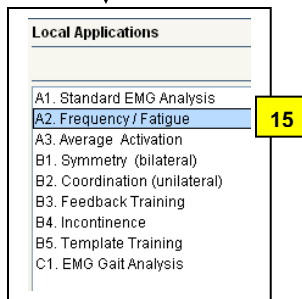 Local Applications
A1. Standard EMG Analysis
A2. Frequency / Fatigue
15
A3. Average Activation
B1. Symmetry (bilateral)
B2. Coordination (unilateral)
B3. Feedback Training
B4. Incontinence
B5. Template Training
C1. EMG Gait Analysis